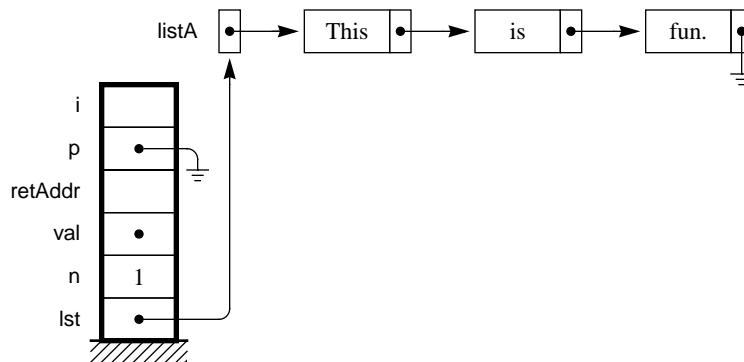 listA This is fun.
i
p
retAddr
val
n 1
lst